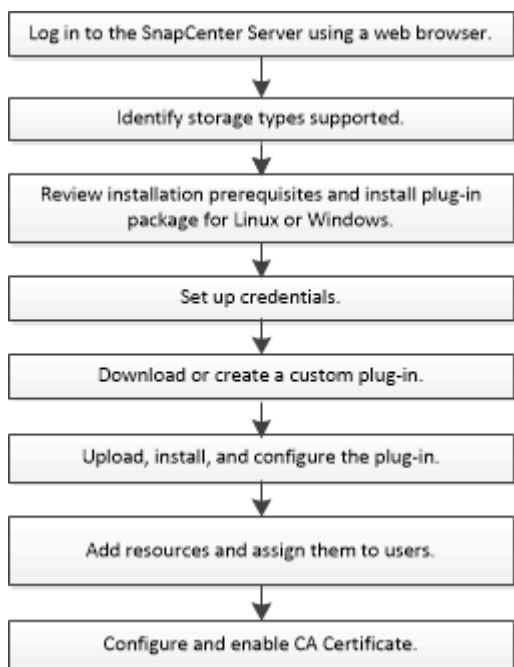 Log in to the SnapCenter Server using a web browser.
Identify storage types supported.
Review installation prerequisites and install plug-in
package for Linux or Windows.
Set up credentials.
Download or create a custom plug-in.
Upload, install, and configure the plug-in.
Add resources and assign them to users.
Configure and enable CA Certificate.